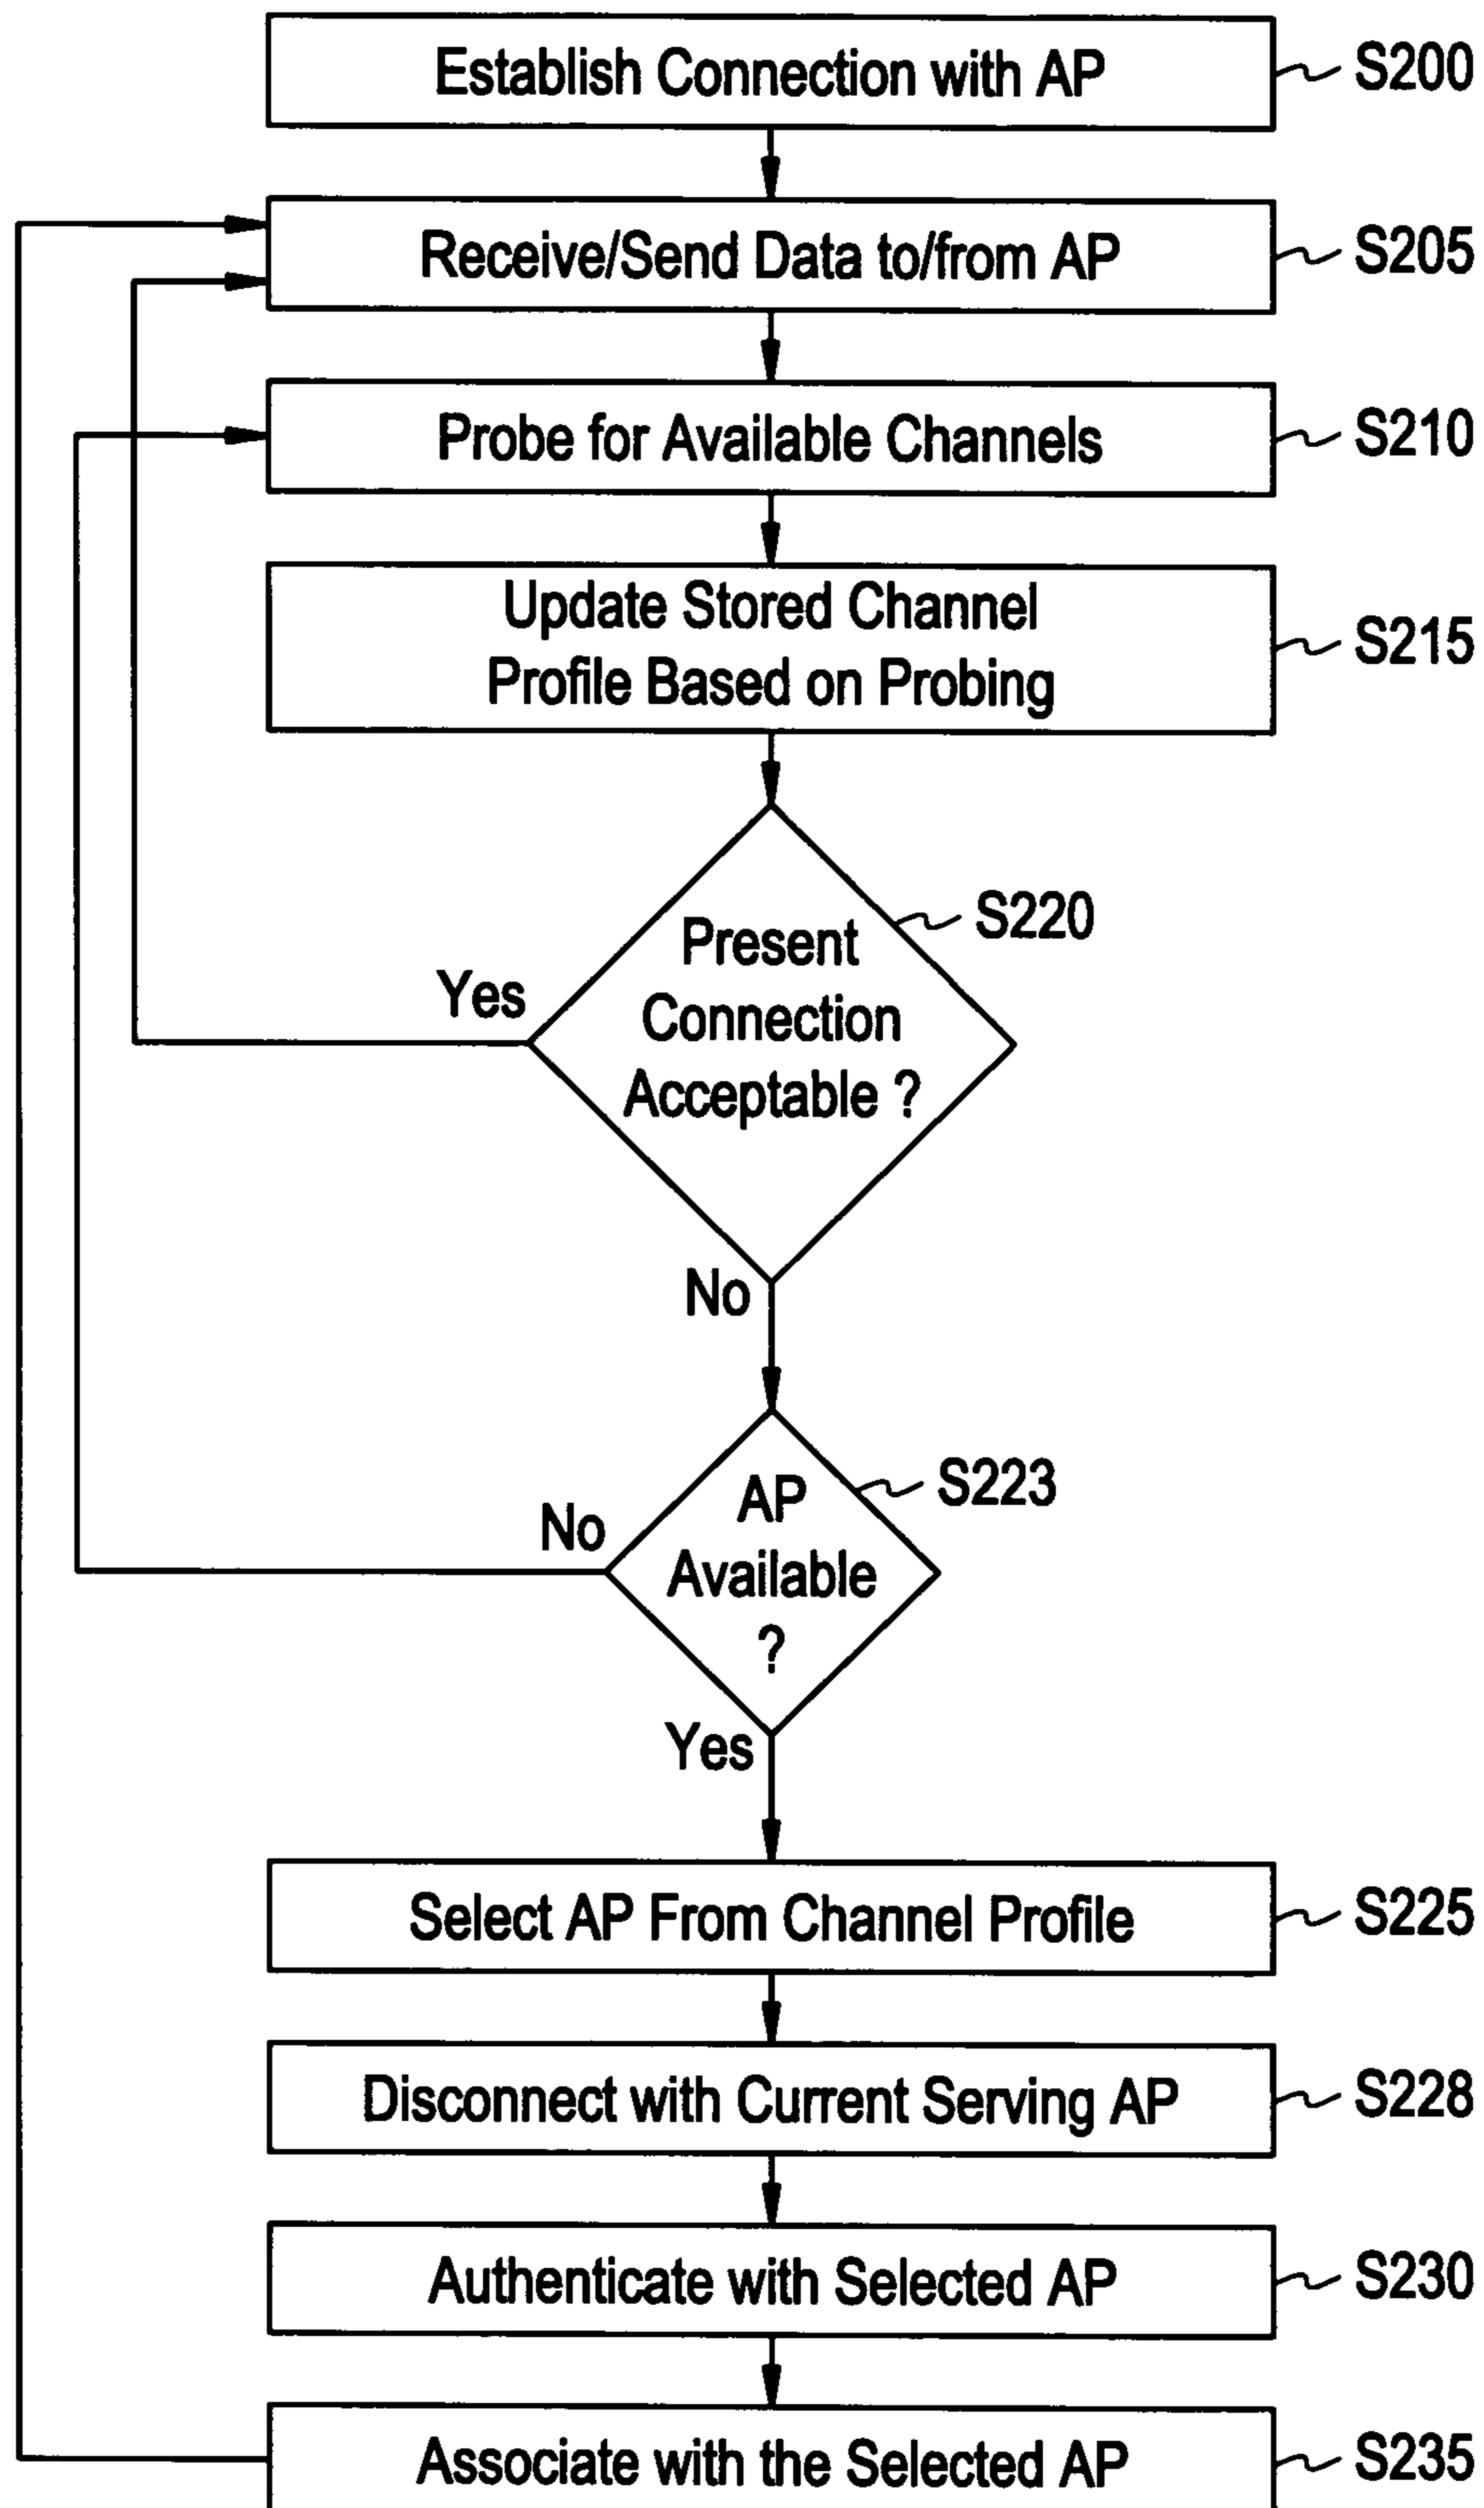 Establish Connection with AP
S200
Receive/Send Data to/from AP
S205
Probe for Available Channels
S210
Update Stored Channel
Profile Based on Probing
S215
S220
Present
Connection
Acceptable ?
Yes
No
S223
AP
Available
?
No
Yes
Select AP From Channel Profile
S225
Disconnect with Current Serving AP
S228
Authenticate with Selected AP
S230
Associate with the Selected AP
S235